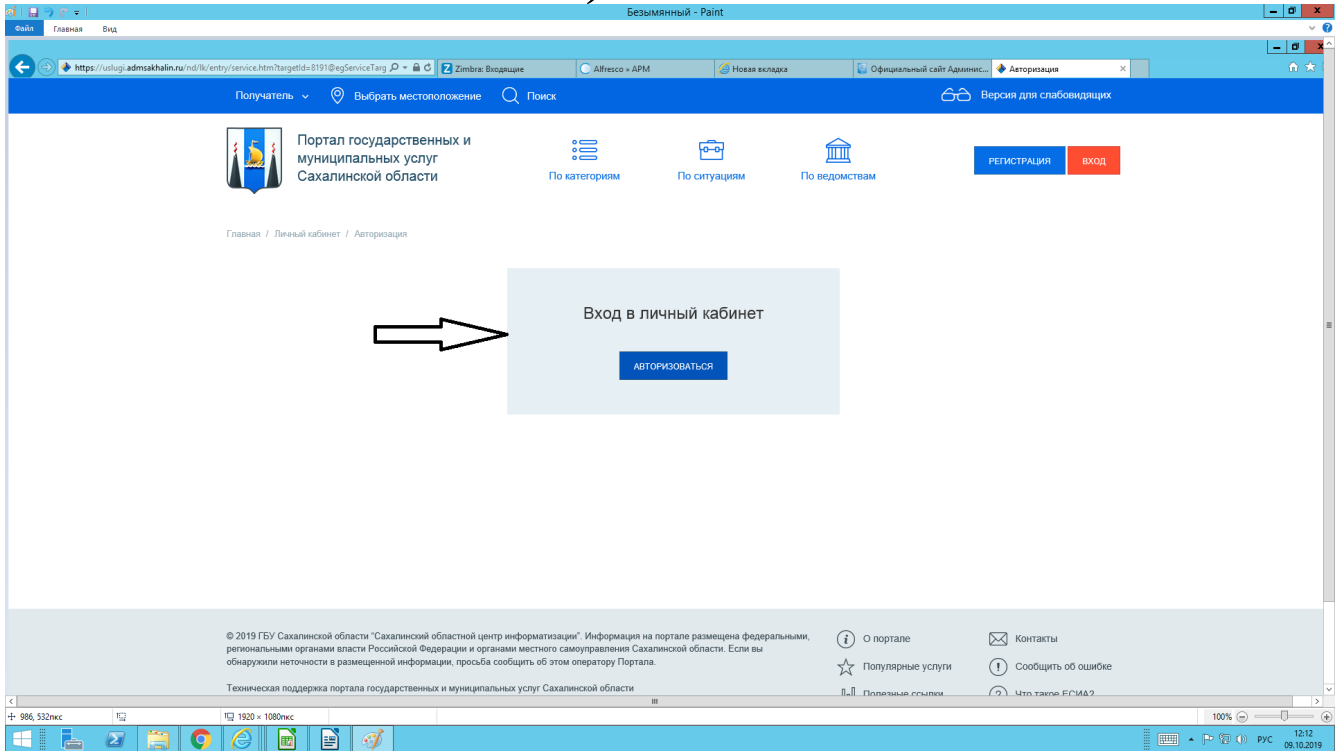 Безымянный - Paint
Файл Главная Вид
https://uslugi.admsakhalin.ru/nd/lk/entry/service.htm?targetId=8191@egServiceTarg
Zimbra: Входящие
Alfresco » АРМ
Новая вкладка
Официальный сайт Админис...
Авторизация
Получатель
Выбрать местоположение
Поиск
Версия для слабовидящих
Портал государственных и
муниципальных услуг
Сахалинской области
По категориям
По ситуациям
По ведомствам
РЕГИСТРАЦИЯ
ВХОД
Главная / Личный кабинет / Авторизация
Вход в личный кабинет
АВТОРИЗОВАТЬСЯ
© 2019 ГБУ Сахалинской области "Сахалинский областной центр информатизации". Информация на портале размещена федеральными,
региональными органами власти Российской Федерации и органами местного самоуправления Сахалинской области. Если вы
обнаружили неточности в размещенной информации, просьба сообщить об этом оператору Портала.
Техническая поддержка портала государственных и муниципальных услуг Сахалинской области
О портале
Контакты
Популярные услуги
Сообщить об ошибке
Полезные ссылки
Что такое ЕСИА?
986, 532пкс
1920 × 1080пкс
100%
РУС
12:12
09.10.2019